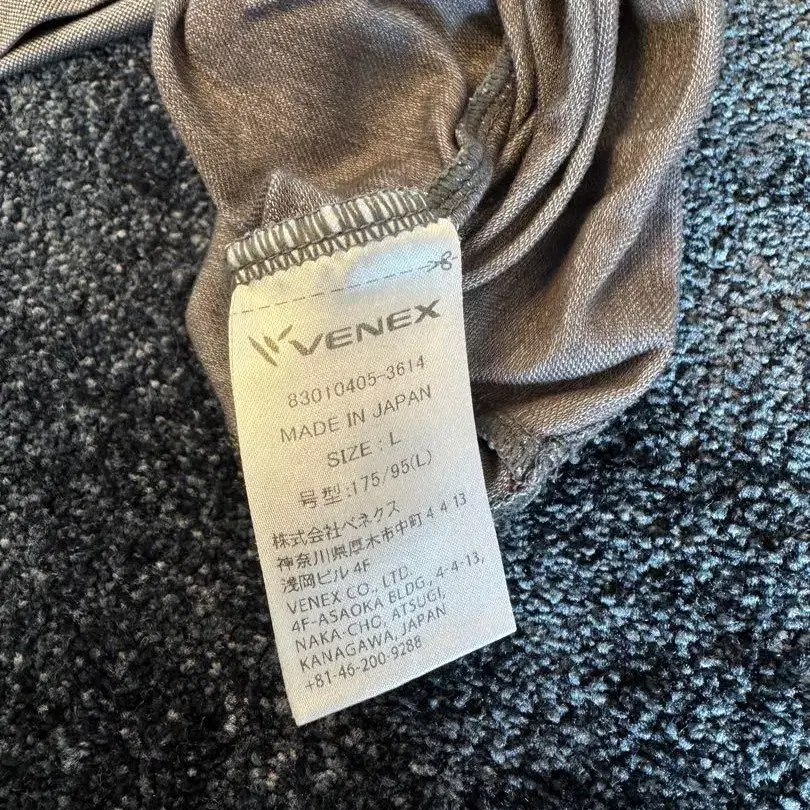 VENEX
83010405-3614
MADE IN JAPAN
SIZE : L
号型:175/95(L)
株式会社ベネクス
神奈川県厚木市中町 4 4 13
浅岡ビル 4F
VENEX CO., LTD.
4F-ASAOKA BLDG., 4-4-13,
NAKA-CHO, ATSUGI,
KANAGAWA, JAPAN
+81-46-200-9288